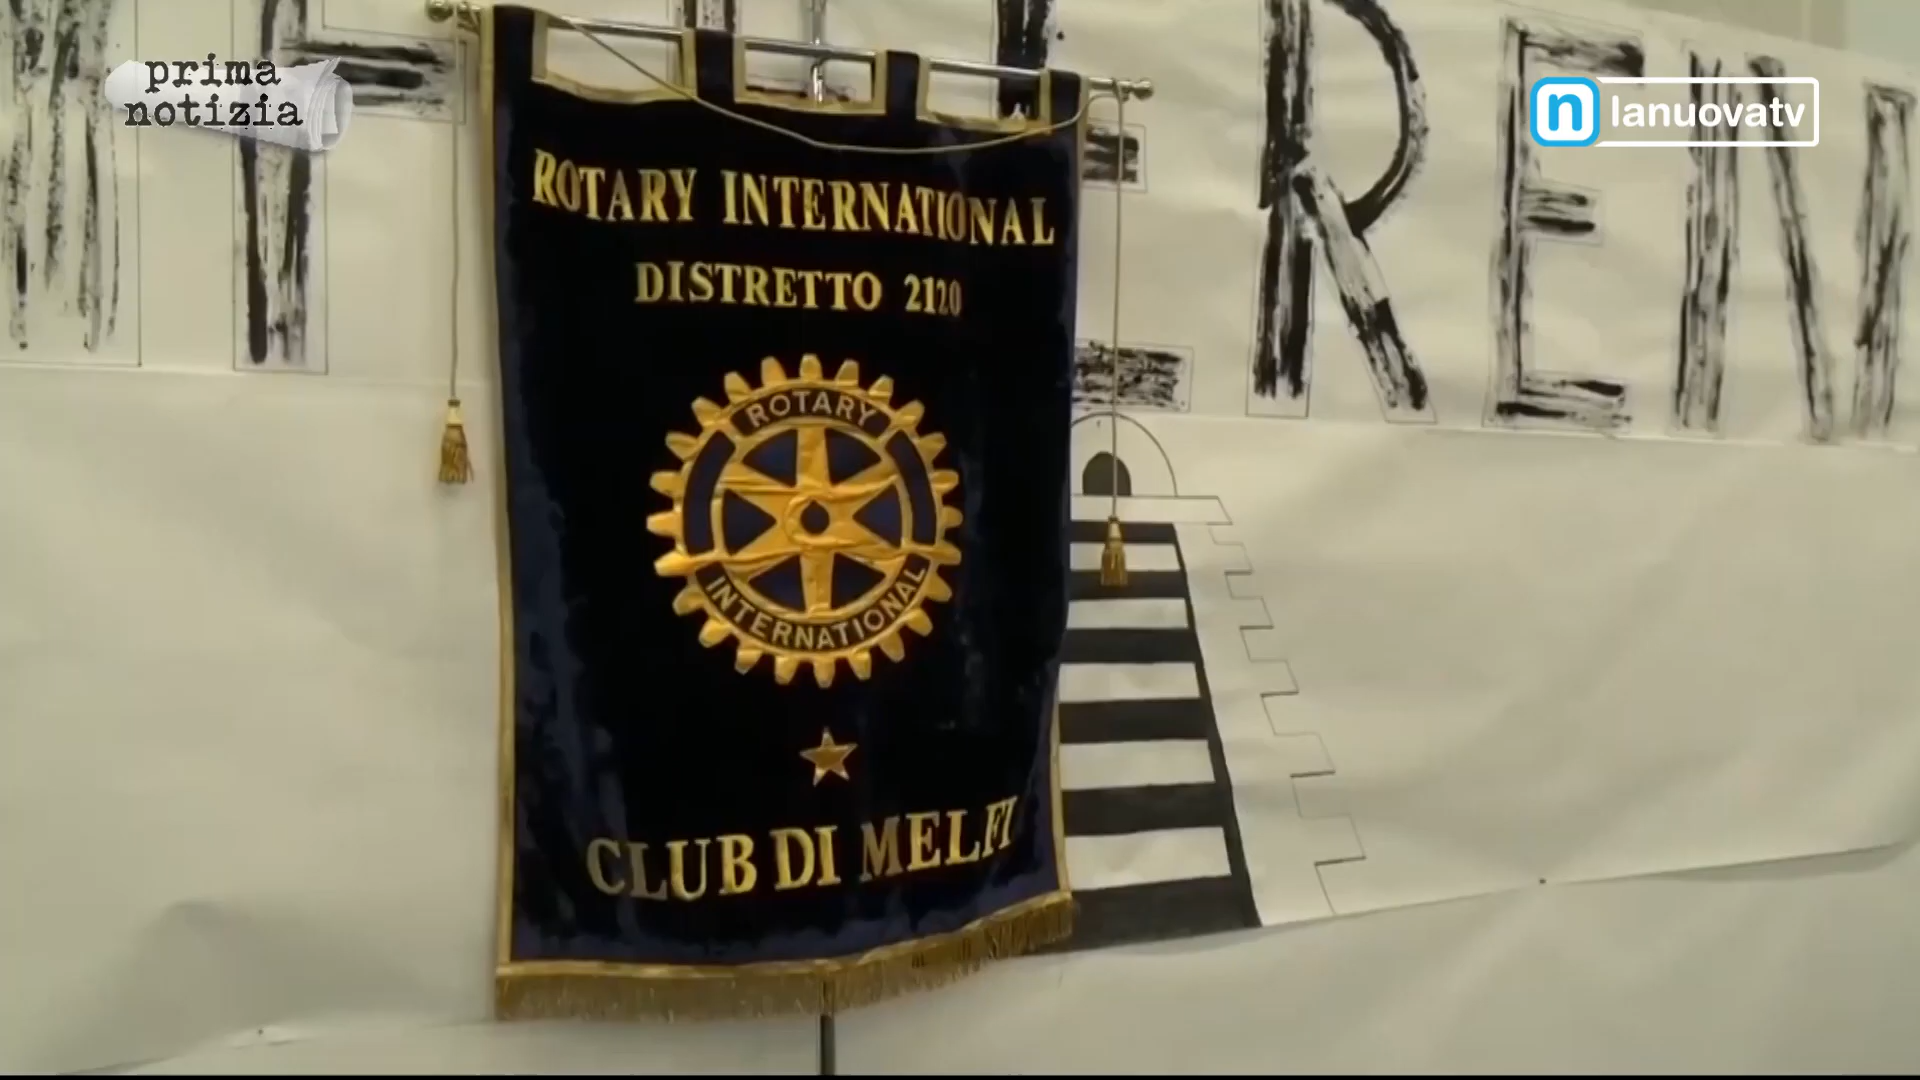 prima
notizia
lanuovatv
ROTARY INTERNATIONAL
DISTRETTO 2120
ROTARY
INTERNATIONAL
CLUB DI MELFI